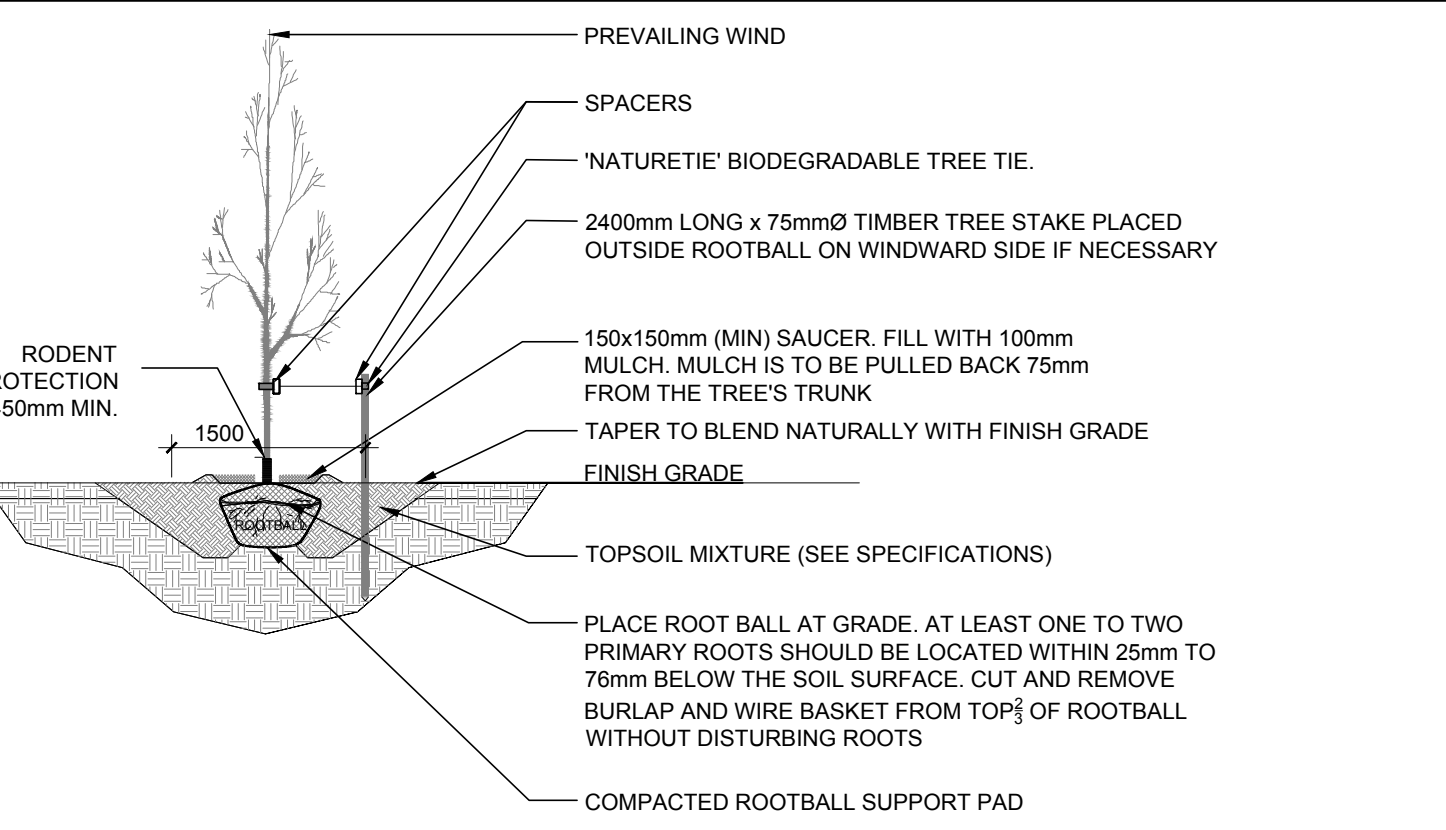 PREVAILING WIND
SPACERS
'NATURETIE' BIODEGRADABLE TREE TIE.
2400mm LONG x 75mmØ TIMBER TREE STAKE PLACED
OUTSIDE ROOTBALL ON WINDWARD SIDE IF NECESSARY
150x150mm (MIN) SAUCER. FILL WITH 100mm
MULCH. MULCH IS TO BE PULLED BACK 75mm
FROM THE TREE'S TRUNK
RODENT
ROTECTION
50mm MIN.
1500
TAPER TO BLEND NATURALLY WITH FINISH GRADE
FINISH GRADE
ROOTBALL
TOPSOIL MIXTURE (SEE SPECIFICATIONS)
PLACE ROOT BALL AT GRADE. AT LEAST ONE TO TWO
PRIMARY ROOTS SHOULD BE LOCATED WITHIN 25mm TO
76mm BELOW THE SOIL SURFACE. CUT AND REMOVE
BURLAP AND WIRE BASKET FROM TOP 2/3 OF ROOTBALL
WITHOUT DISTURBING ROOTS
COMPACTED ROOTBALL SUPPORT PAD